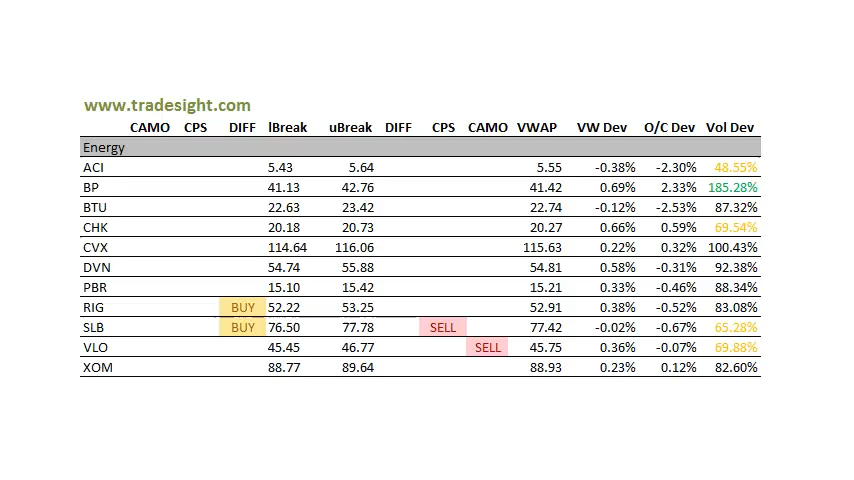 www.tradesight.com
CAMO CPS DIFF lBreak uBreak DIFF CPS CAMO VWAP VW Dev O/C Dev Vol Dev
Energy
ACI 5.43 5.64 5.55 -0.38% -2.30% 48.55%
BP 41.13 42.76 41.42 0.69% 2.33% 185.28%
BTU 22.63 23.42 22.74 -0.12% -2.53% 87.32%
CHK 20.18 20.73 20.27 0.66% 0.59% 69.54%
CVX 114.64 116.06 115.63 0.22% 0.32% 100.43%
DVN 54.74 55.88 54.81 0.58% -0.31% 92.38%
PBR 15.10 15.42 15.21 0.33% -0.46% 88.34%
RIG BUY 52.22 53.25 52.91 0.38% -0.52% 83.08%
SLB BUY 76.50 77.78 SELL 77.42 -0.02% -0.67% 65.28%
VLO 45.45 46.77 SELL 45.75 0.36% -0.07% 69.88%
XOM 88.77 89.64 88.93 0.23% 0.12% 82.60%